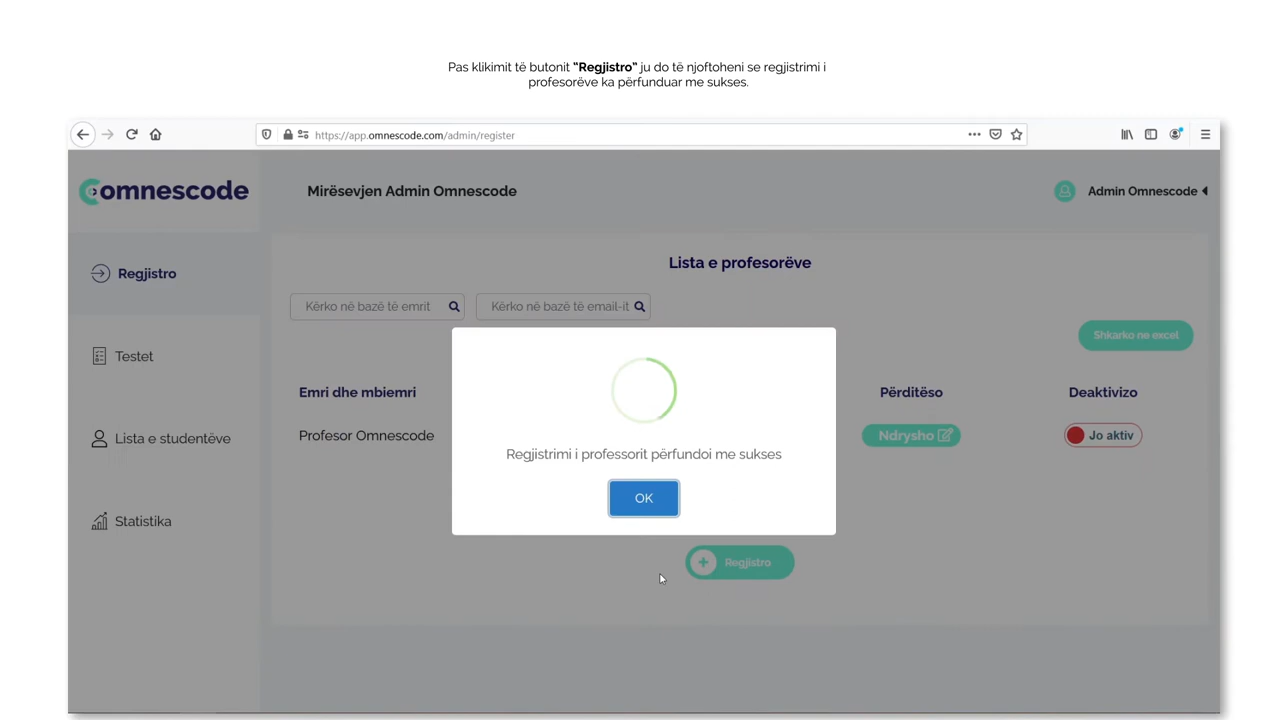 Pas klikimit të butonit "Regjistro" ju do të njoftoheni se regjistrimi i
profesorëve ka përfunduar me sukses.
https://app.omnescode.com/admin/register
omnescode
Mirësevjen Admin Omnescode
Admin Omnescode
Regjistro
Lista e profesorëve
Kërko në bazë të emrit
Kërko në bazë të email-it
Shkarko ne excel
Testet
Emri dhe mbiemri
Përditëso
Deaktivizo
Profesor Omnescode
Ndrysho
Jo aktiv
Lista e studentëve
Regjistrimi i professorit përfundoi me sukses
OK
Statistika
Regjistro